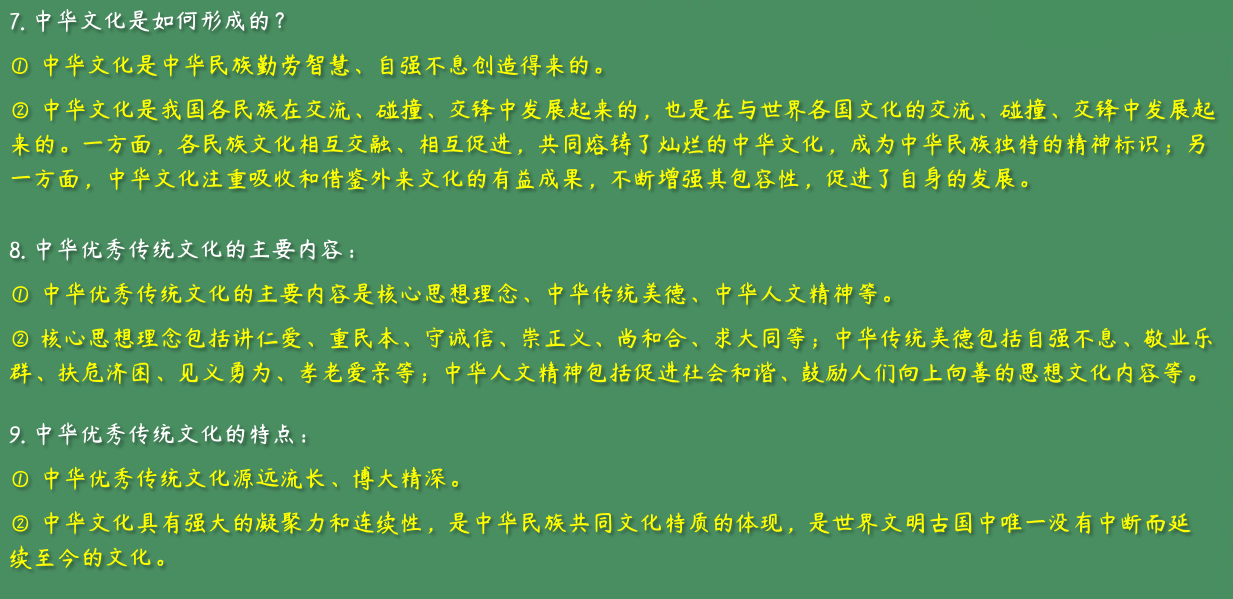 7. 中华文化是如何形成的？
① 中华文化是中华民族勤劳智慧、自强不息创造得来的。
② 中华文化是我国各民族在交流、碰撞、交锋中发展起来的，也是在与世界各国文化的交流、碰撞、交锋中发展起
来的。一方面，各民族文化相互交融、相互促进，共同熔铸了灿烂的中华文化，成为中华民族独特的精神标识；另
一方面，中华文化注重吸收和借鉴外来文化的有益成果，不断增强其包容性，促进了自身的发展。
8. 中华优秀传统文化的主要内容：
① 中华优秀传统文化的主要内容是核心思想理念、中华传统美德、中华人文精神等。
② 核心思想理念包括讲仁爱、重民本、守诚信、崇正义、尚和合、求大同等；中华传统美德包括自强不息、敬业乐
群、扶危济困、见义勇为、孝老爱亲等；中华人文精神包括促进社会和谐、鼓励人们向上向善的思想文化内容等。
9. 中华优秀传统文化的特点：
① 中华优秀传统文化源远流长、博大精深。
② 中华文化具有强大的凝聚力和连续性，是中华民族共同文化特质的体现，是世界文明古国中唯一没有中断而延
续至今的文化。